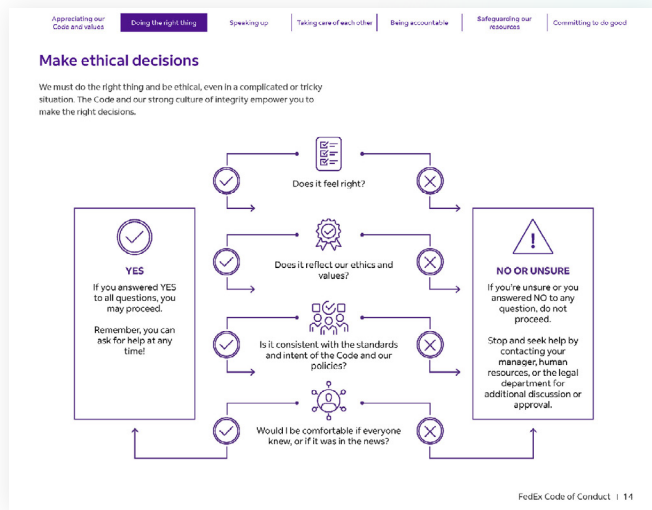 Appreciating our
Code and values
Doing the right thing
Speaking up
Taking care of each other
Being accountable
Safeguarding our
resources
Committing to do good
Make ethical decisions
We must do the right thing and be ethical, even in a complicated or tricky
situation. The Code and our strong culture of integrity empower you to
make the right decisions.
Does it feel right?
YES
If you answered YES
to all questions, you
may proceed.
Remember, you can
ask for help at any
time!
Does it reflect our ethics and
values?
Is it consistent with the standards
and intent of the Code and our
policies?
Would I be comfortable if everyone
knew, or if it was in the news?
NO OR UNSURE
If you're unsure or you
answered NO to any
question, do not
proceed.
Stop and seek help by
contacting your
manager, human
resources, or the legal
department for
additional discussion or
approval.
FedEx Code of Conduct | 14